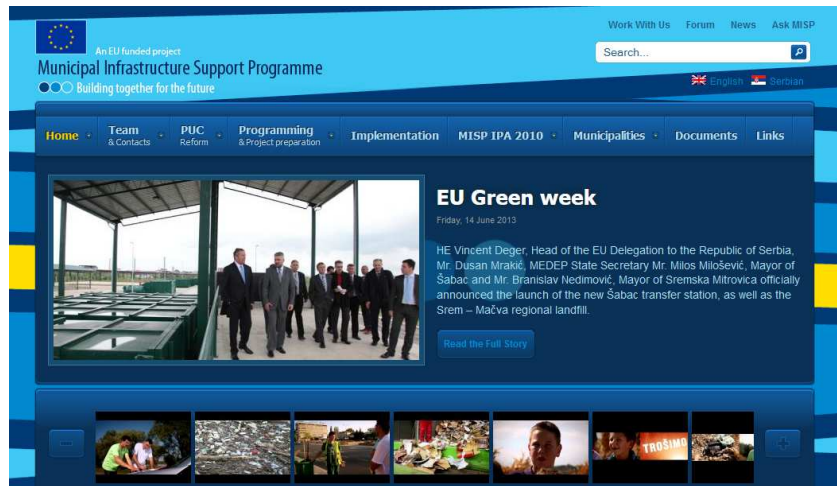 Work With Us Forum News Ask MISP
An EU funded project
Search...
Municipal Infrastructure Support Programme
English Serbian
Building together for the future
Home Team & Contacts PUC Reform Programming & Project preparation Implementation MISP IPA 2010 Municipalities Documents Links
EU Green week
Friday, 14 June 2013
HE Vincent Deger, Head of the EU Delegation to the Republic of Serbia,
Mr. Dusan Mrakić, MEDEP State Secretary Mr. Milos Milošević, Mayor of
Šabac and Mr. Branislav Nedimović, Mayor of Sremska Mitrovica officially
announced the launch of the new Šabac transfer station, as well as the
Srem – Mačva regional landfill.
Read the Full Story
TROŠIMO